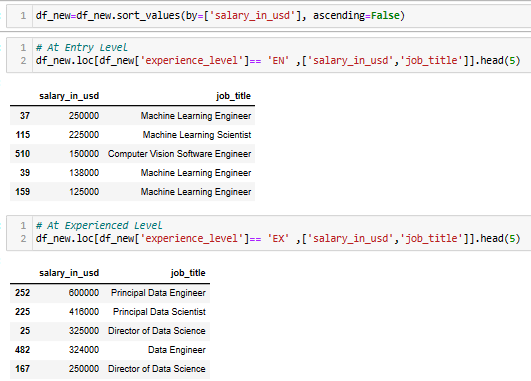 1 df_new=df_new.sort_values(by=['salary_in_usd'], ascending=False)
1 # At Entry Level
2 df_new.loc[df_new['experience_level']== 'EN' ,['salary_in_usd','job_title']].head(5)
salary_in_usd job_title
37 250000 Machine Learning Engineer
115 225000 Machine Learning Scientist
510 150000 Computer Vision Software Engineer
39 138000 Machine Learning Engineer
159 125000 Machine Learning Engineer
1 # At Experienced Level
2 df_new.loc[df_new['experience_level']== 'EX' ,['salary_in_usd','job_title']].head(5)
salary_in_usd job_title
252 600000 Principal Data Engineer
225 416000 Principal Data Scientist
25 325000 Director of Data Science
482 324000 Data Engineer
167 250000 Director of Data Science